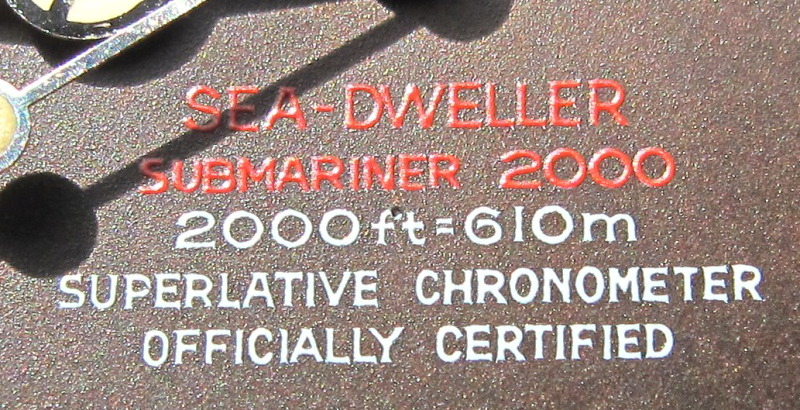 SEA-DWELLER
SUBMARINER 2000
2000ft=610m
SUPERLATIVE CHRONOMETER
OFFICIALLY CERTIFIED